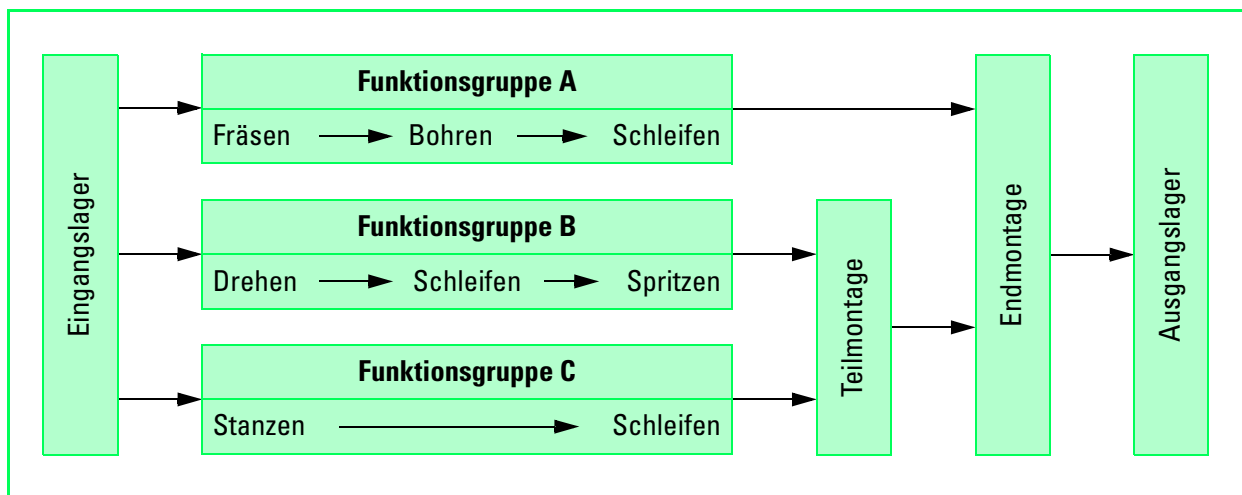 Eingangslager
Funktionsgruppe A
Fräsen Bohren Schleifen
Funktionsgruppe B
Drehen Schleifen Spritzen
Funktionsgruppe C
Stanzen Schleifen
Teilmontage
Endmontage
Ausgangslager